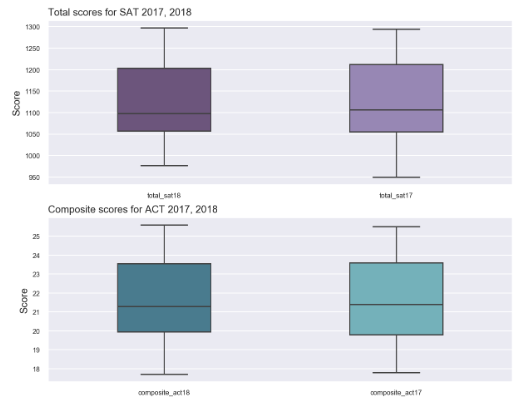 Total scores for SAT 2017, 2018
1300
1250
1200
1150
1100
1050
1000
950
Score
total_sat18 total_sat17
Composite scores for ACT 2017, 2018
25
24
23
22
21
20
19
18
Score
composite_act18 composite_act17